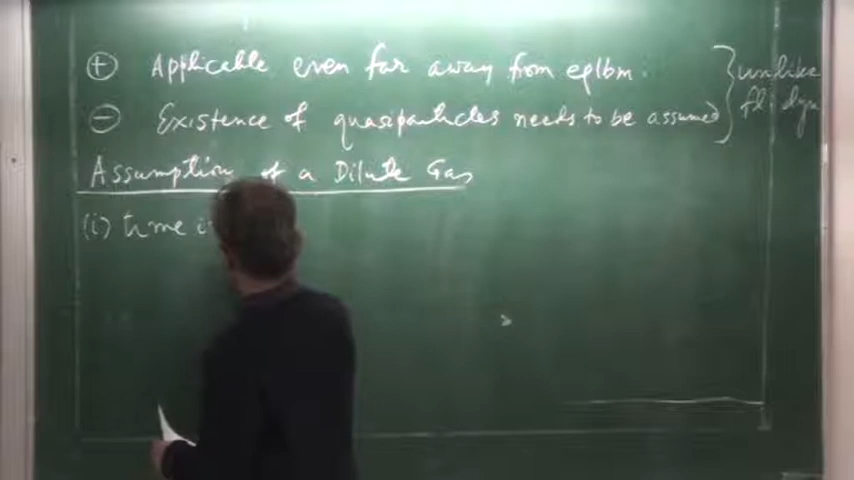 + Applicable even far away from eqlbm.
- Existence of quasiparticles needs to be assumed
} unlike fl. dyn
Assumption of a Dilute Gas
(i) time